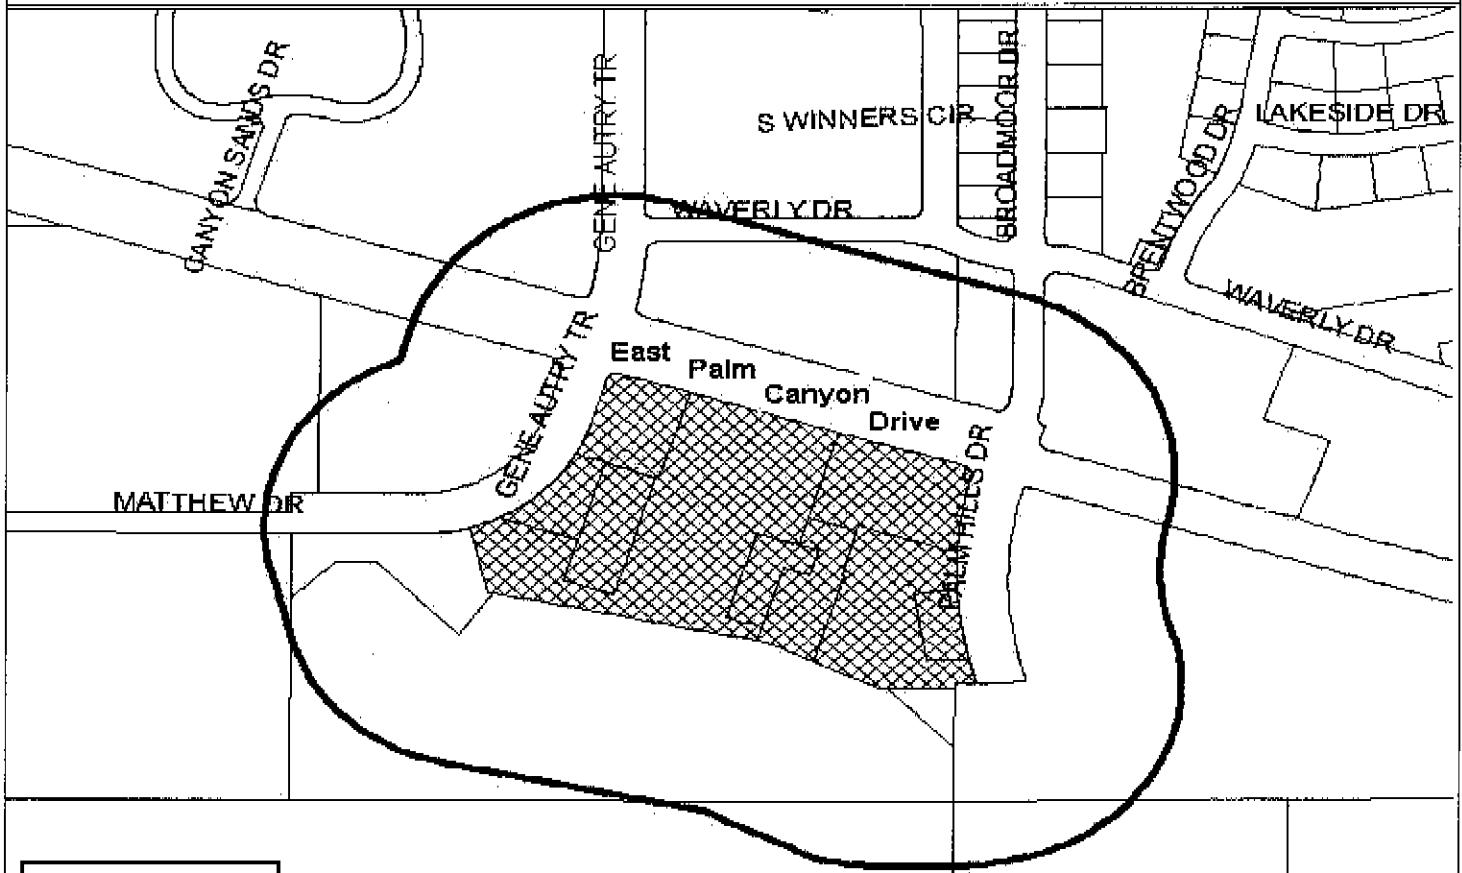 CANYON SANDS DR
GENE AUTRY TR
S WINNERS CIR
BROADMOOR DR
LAKESIDE DR
BRENTWOOD DR
WAVERLY DR
WAVERLY DR
GENE AUTRY TR
East
Palm
Canyon
Drive
PALM HILLS DR
MATTHEW DR